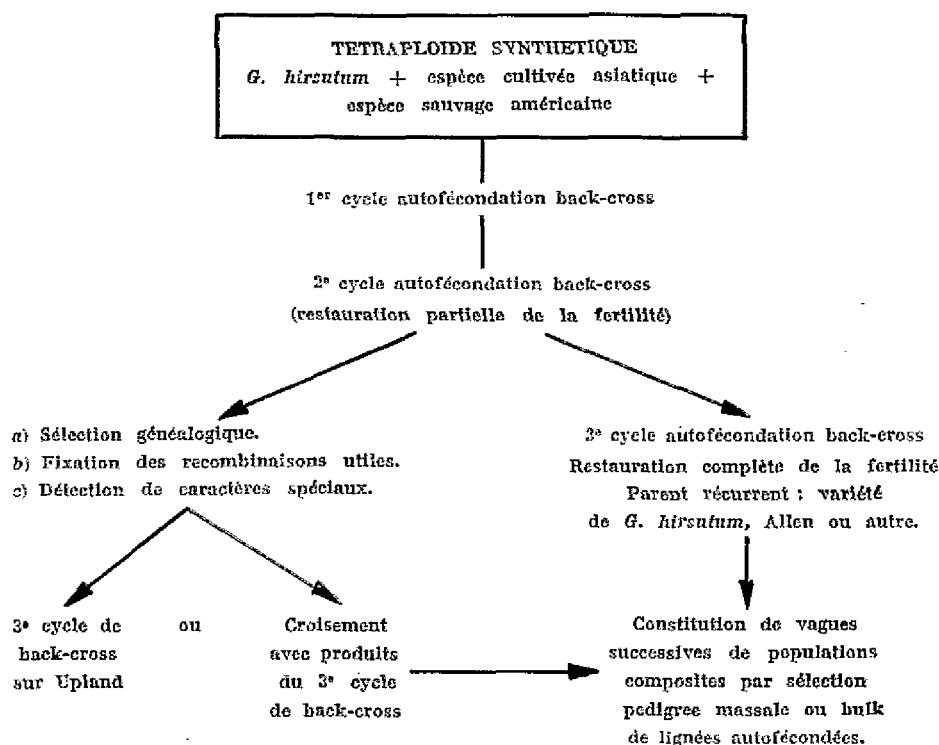 TETRAPLOIDE SYNTHETIQUE
G. hirsutum + espèce cultivée asiatique +
espèce sauvage américaine
1er cycle autofécondation back-cross
2e cycle autofécondation back-cross
(restauration partielle de la fertilité)
a) Sélection généalogique.
b) Fixation des recombinaisons utiles.
c) Détection de caractères spéciaux.
3e cycle autofécondation back-cross
Restauration complète de la fertilité
Parent récurrent : variété
de G. hirsutum, Allen ou autre.
3e cycle de
back-cross
sur Upland
ou
Croisement
avec produits
du 3e cycle
de back-cross
Constitution de vagues
successives de populations
composites par sélection
pedigree massale ou bulk
de lignées autofécondées.